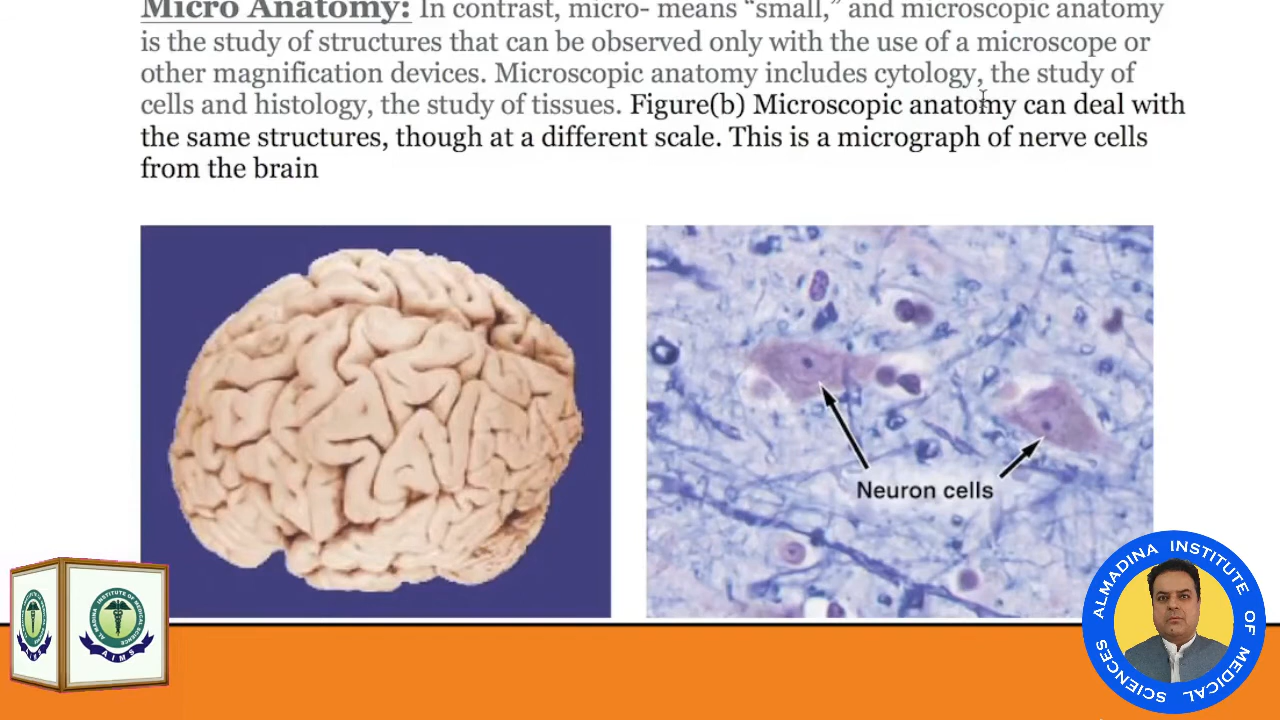 Micro Anatomy: In contrast, micro- means “small,” and microscopic anatomy
is the study of structures that can be observed only with the use of a microscope or
other magnification devices. Microscopic anatomy includes cytology, the study of
cells and histology, the study of tissues. Figure(b) Microscopic anatomy can deal with
the same structures, though at a different scale. This is a micrograph of nerve cells
from the brain
Neuron cells
ALMADINA INSTITUTE OF MEDICAL SCIENCES
AIMS